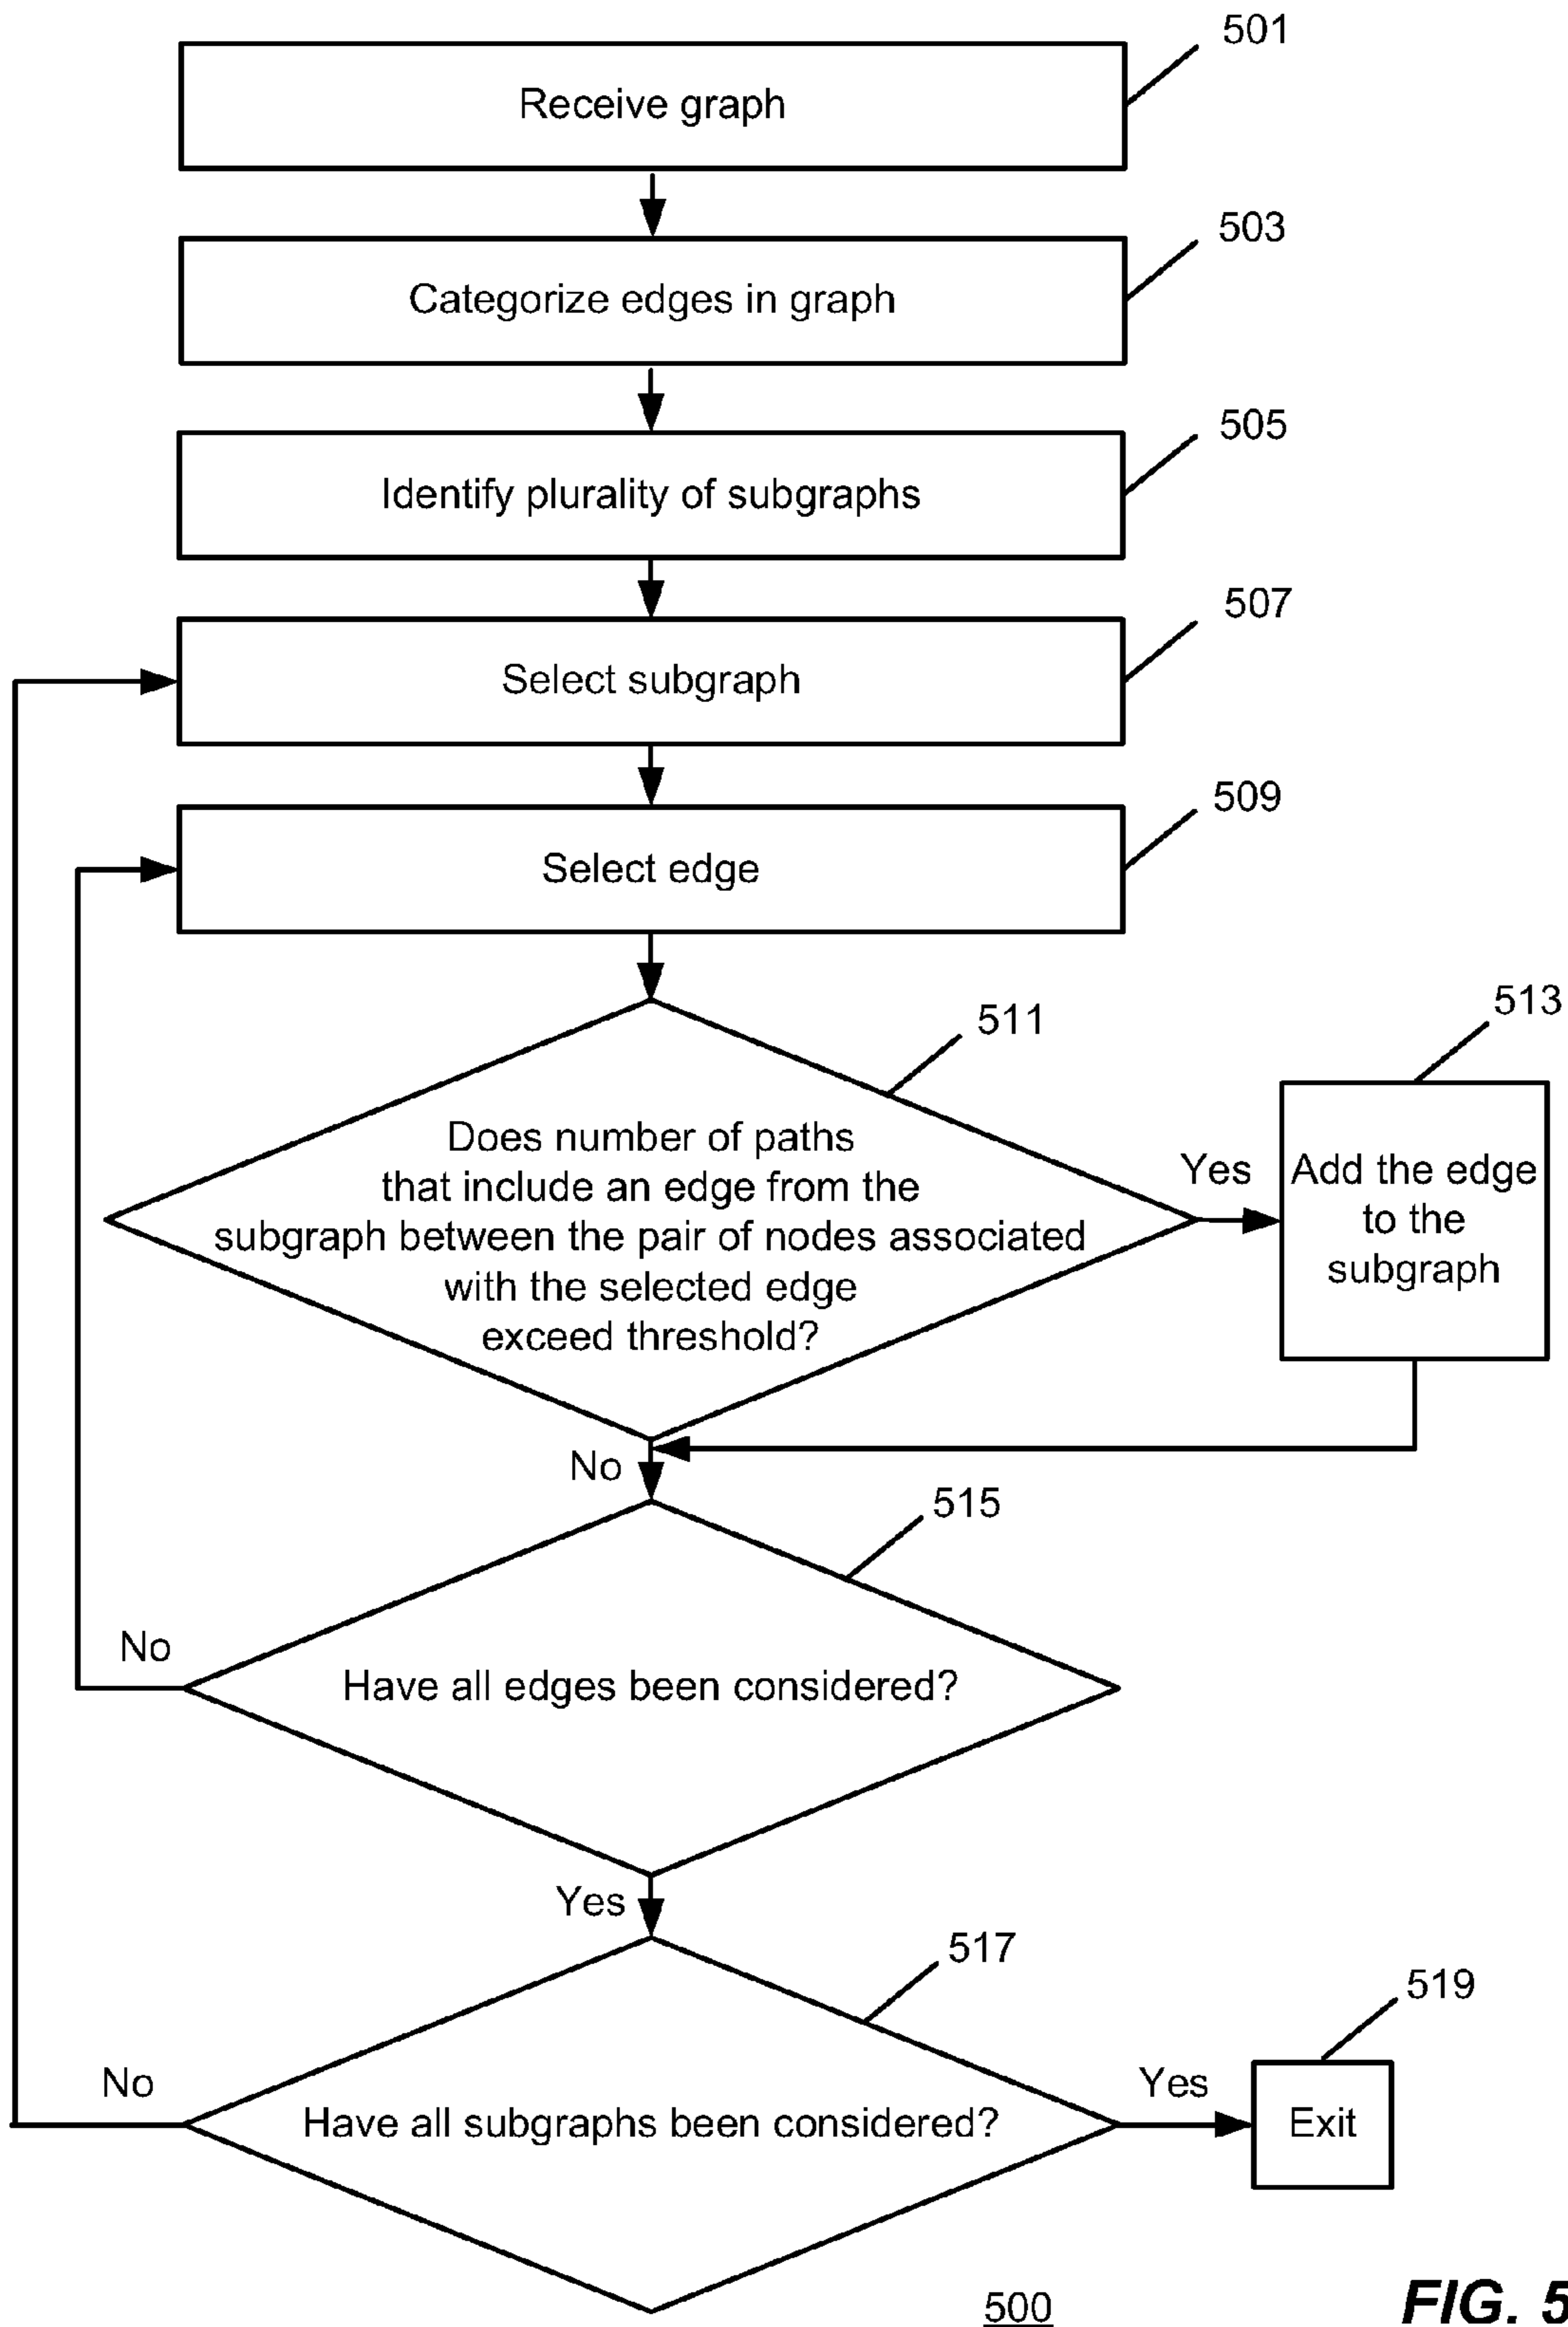 501
Receive graph
503
Categorize edges in graph
505
Identify plurality of subgraphs
507
Select subgraph
509
Select edge
511
513
Does number of paths
that include an edge from the
subgraph between the pair of nodes associated
with the selected edge
exceed threshold?
Yes
Add the edge
to the
subgraph
No
515
No
Have all edges been considered?
Yes
517
519
No
Have all subgraphs been considered?
Yes
Exit
500
FIG. 5